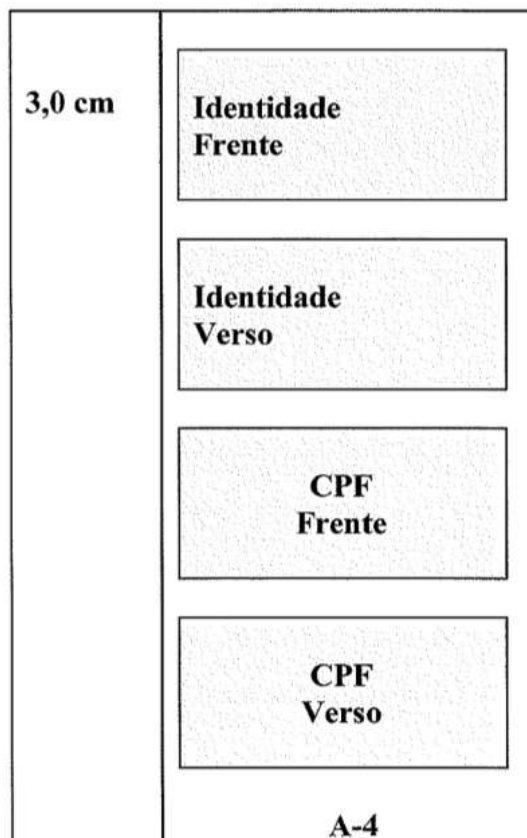 3,0 cm
Identidade
Frente
Identidade
Verso
CPF
Frente
CPF
Verso
A-4